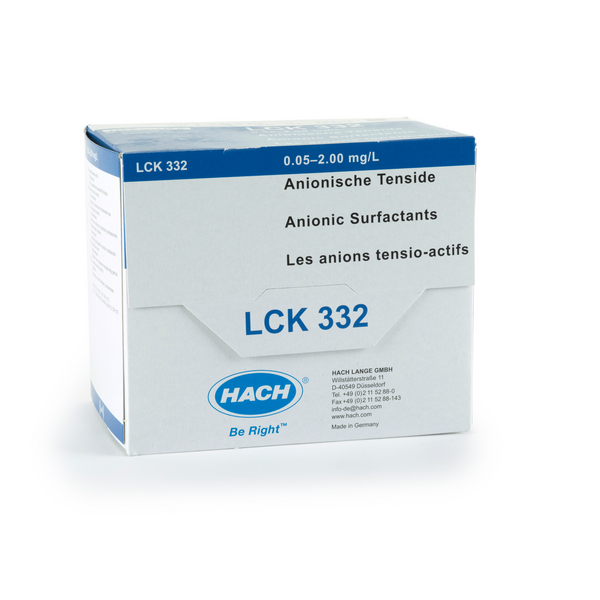 LCK 332
LCK 332
0.05–2.00 mg/L
Anionische Tenside
Anionic Surfactants
Les anions tensio-actifs
LCK 332
HACH®
Be Right™
HACH LANGE GMBH
Willstätterstraße 11
D-40549 Düsseldorf
Tel. +49 (0)2 11 52 88-0
Fax +49 (0)2 11 52 88-143
info-de@hach.com
www.hach.com
Made in Germany